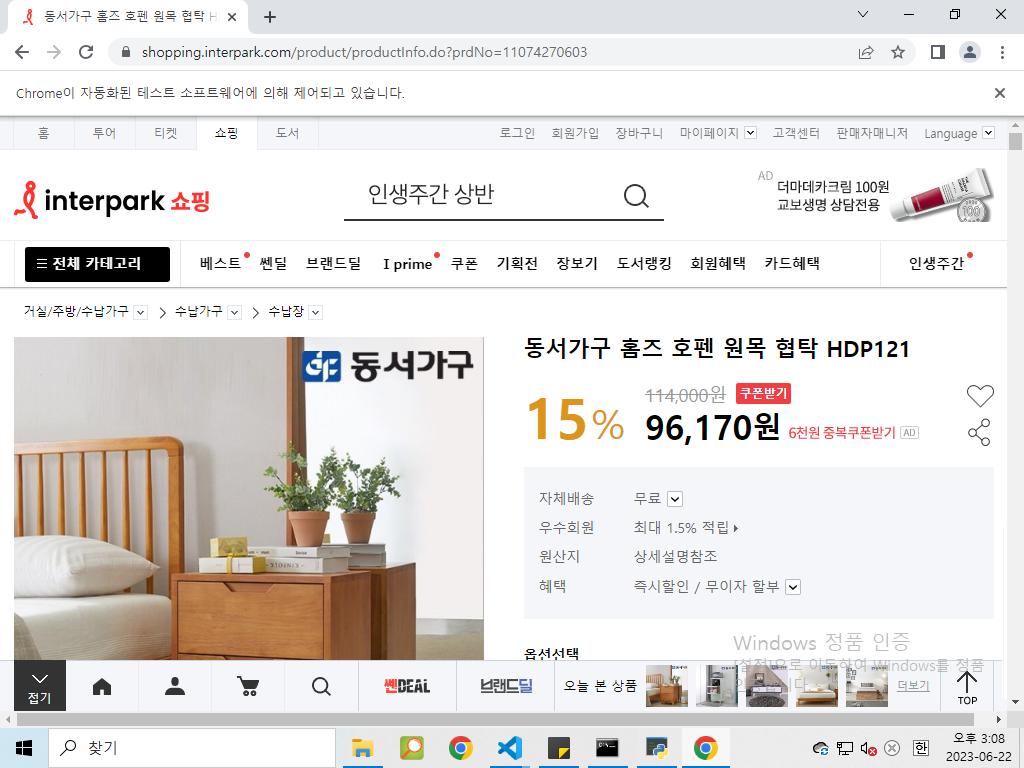 동서가구 홈즈 호펜 원목 협탁 H
shopping.interpark.com/product/productInfo.do?prdNo=11074270603
Chrome이 자동화된 테스트 소프트웨어에 의해 제어되고 있습니다.
홈 투어 티켓 쇼핑 도서 로그인 회원가입 장바구니 마이페이지 고객센터 판매자매니저 Language
interpark 쇼핑
인생주간 상반
AD
더마데카크림 100원
교보생명 상담전용
전체 카테고리 베스트 쎈딜 브랜드딜 I prime 쿠폰 기획전 장보기 도서랭킹 회원혜택 카드혜택 인생주간
거실/주방/수납가구 수납가구 수납장
동서가구
동서가구 홈즈 호펜 원목 협탁 HDP121
15%
114,000원 쿠폰받기
96,170원 6천원 중복쿠폰받기 AD
자체배송 무료
우수회원 최대 1.5% 적립
원산지 상세설명참조
혜택 즉시할인 / 무이자 할부
옵션선택
Windows 정품 인증
[설정]으로 이동하여 Windows를 정품
접기
쎈DEAL 브랜드딜 오늘 본 상품 더보기
TOP
찾기
한
오후 3:08
2023-06-22